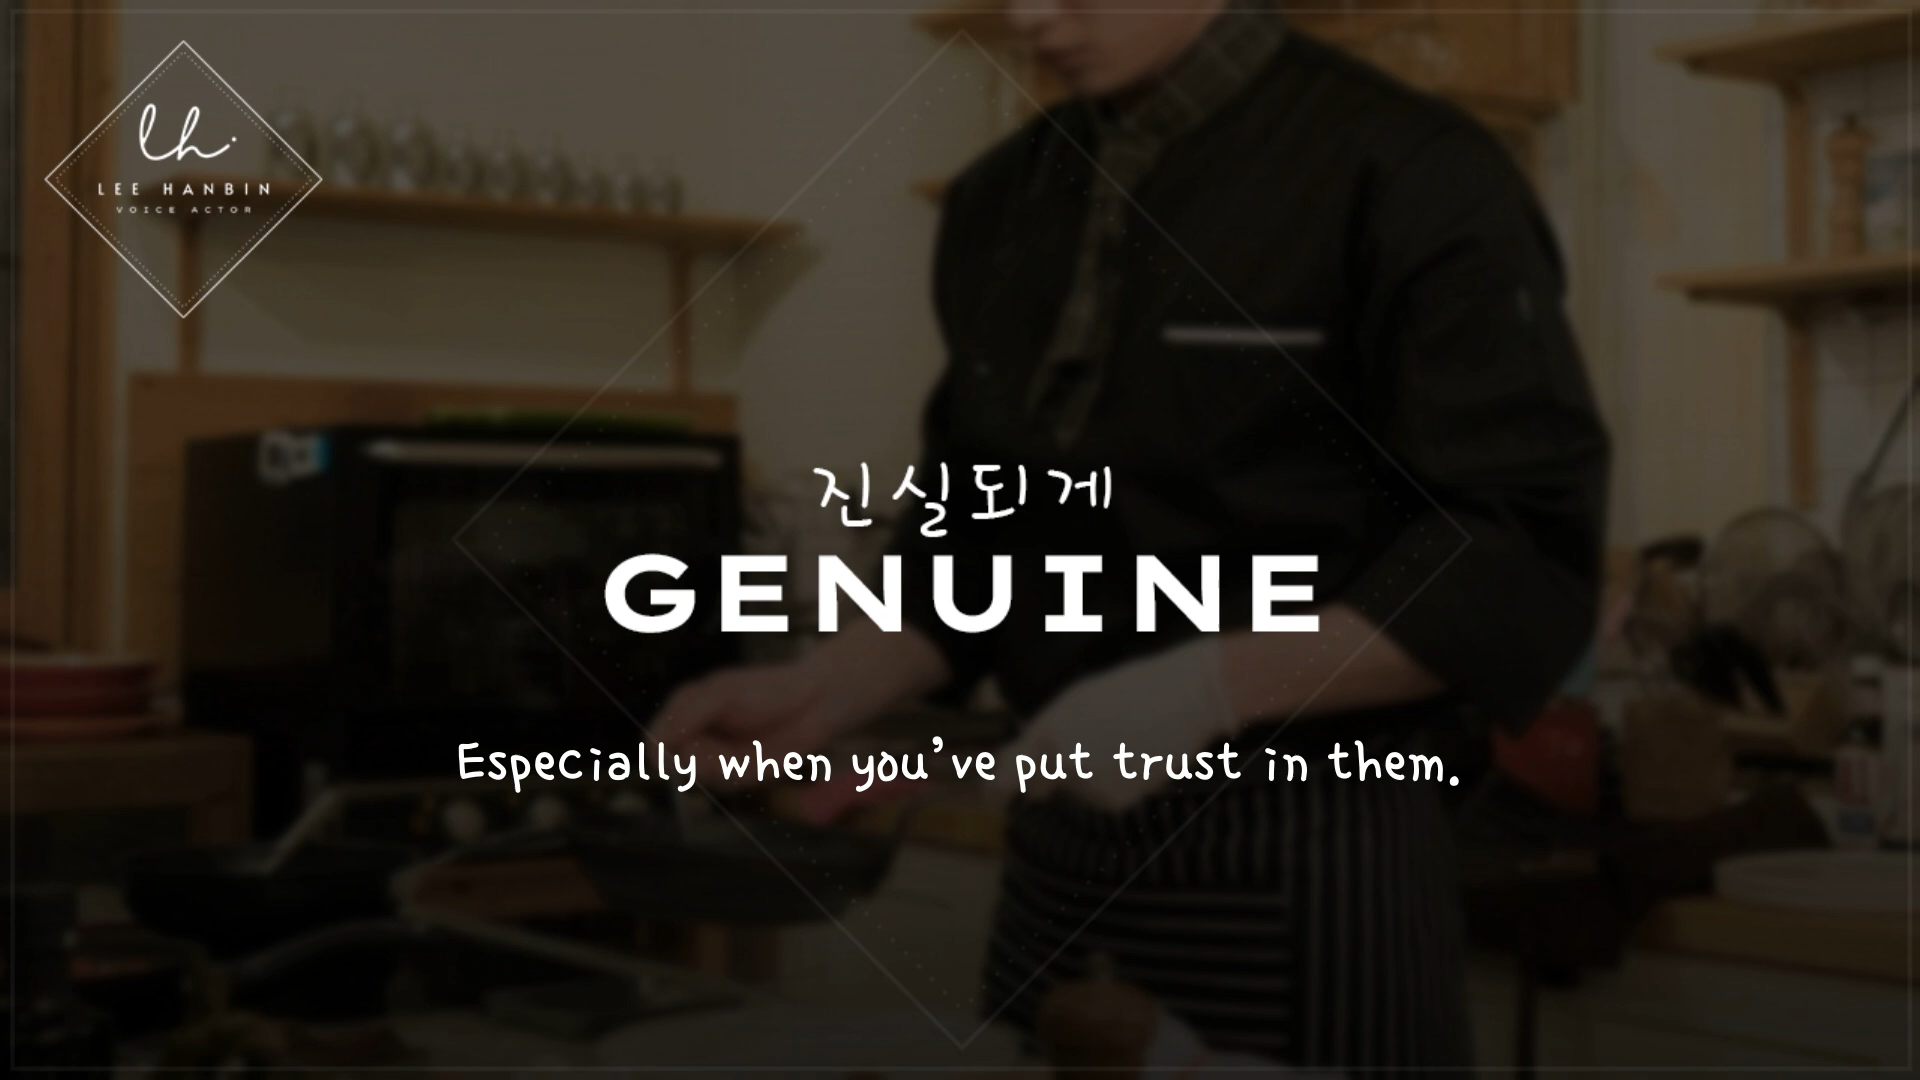 lh.
LEE HANBIN
VOICE ACTOR
진실되게
GENUINE
Especially when you've put trust in them.